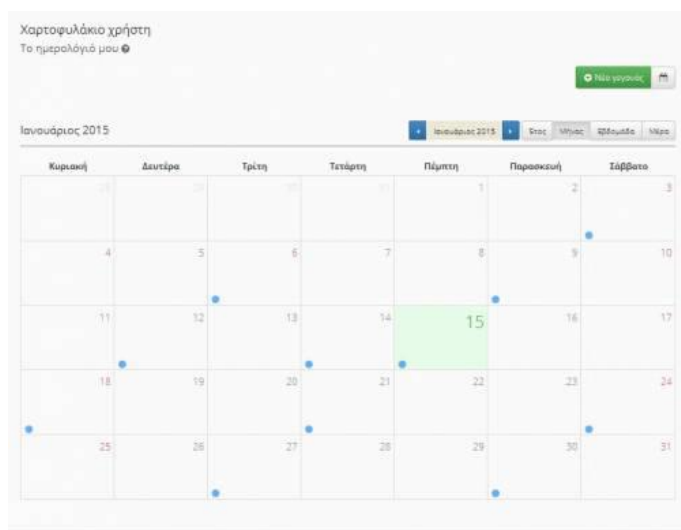 Χαρτοφυλάκιο χρήστη
Το ημερολόγιό μου
Νέο γεγονός
Ιανουάριος 2015
Ιανουάριος 2015 Έτος Μήνας Εβδομάδα Μέρα
Κυριακή Δευτέρα Τρίτη Τετάρτη Πέμπτη Παρασκευή Σάββατο
28 29 30 31 1 2 3
4 5 6 7 8 9 10
11 12 13 14 15 16 17
18 19 20 21 22 23 24
25 26 27 28 29 30 31